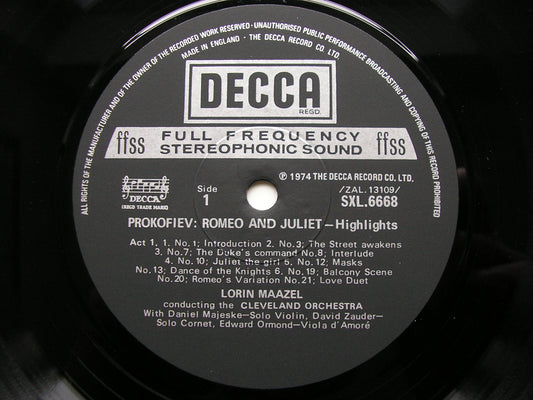 ALL RIGHTS OF THE MANUFACTURER AND OF THE OWNER OF THE RECORDED WORK RESERVED · UNAUTHORISED PUBLIC PERFORMANCE BROADCASTING AND COPYING OF THIS RECORD PROHIBITED
MADE IN ENGLAND · THE DECCA RECORD CO. LTD.
DECCA
REGD.
ffss FULL FREQUENCY STEREOPHONIC SOUND ffss
℗ 1974 THE DECCA RECORD CO. LTD.
DECCA
(REGD TRADE MARK)
Side
1
/ZAL.13109/
SXL.6668
PROKOFIEV: ROMEO AND JULIET—Highlights
Act 1, 1. No.1; Introduction 2. No.3; The Street awakens
3. No.7; The Duke's command No.8; Interlude
4. No.10; Juliet the girl 5. No.12; Masks
No.13; Dance of the Knights 6. No.19; Balcony Scene
No.20; Romeo's Variation No.21; Love Duet
LORIN MAAZEL
conducting the CLEVELAND ORCHESTRA
With Daniel Majeske—Solo Violin, David Zauder—
Solo Cornet, Edward Ormond—Viola d'Amoré